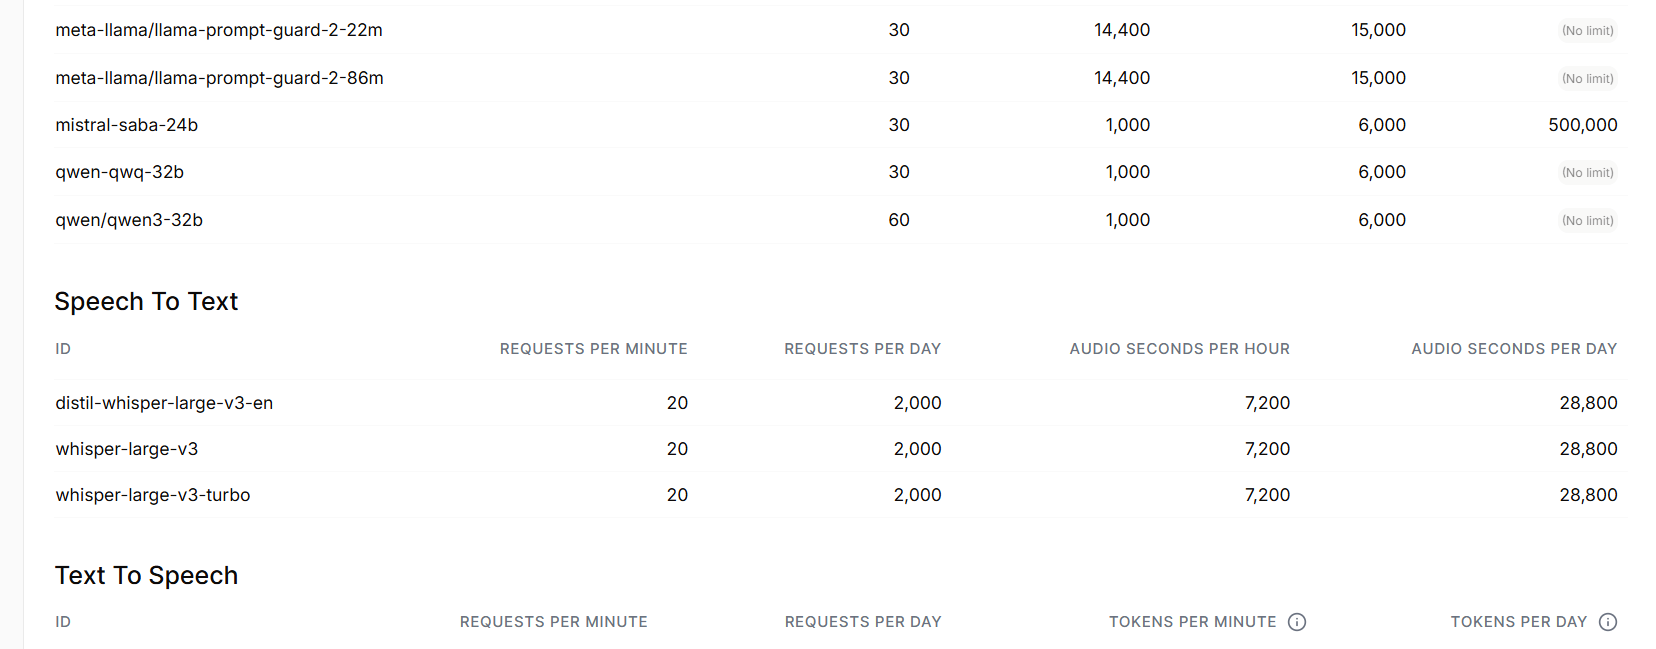 meta-llama/llama-prompt-guard-2-22m 30 14,400 15,000 (No limit)
meta-llama/llama-prompt-guard-2-86m 30 14,400 15,000 (No limit)
mistral-saba-24b 30 1,000 6,000 500,000
qwen-qwq-32b 30 1,000 6,000 (No limit)
qwen/qwen3-32b 60 1,000 6,000 (No limit)
Speech To Text
ID REQUESTS PER MINUTE REQUESTS PER DAY AUDIO SECONDS PER HOUR AUDIO SECONDS PER DAY
distil-whisper-large-v3-en 20 2,000 7,200 28,800
whisper-large-v3 20 2,000 7,200 28,800
whisper-large-v3-turbo 20 2,000 7,200 28,800
Text To Speech
ID REQUESTS PER MINUTE REQUESTS PER DAY TOKENS PER MINUTE TOKENS PER DAY